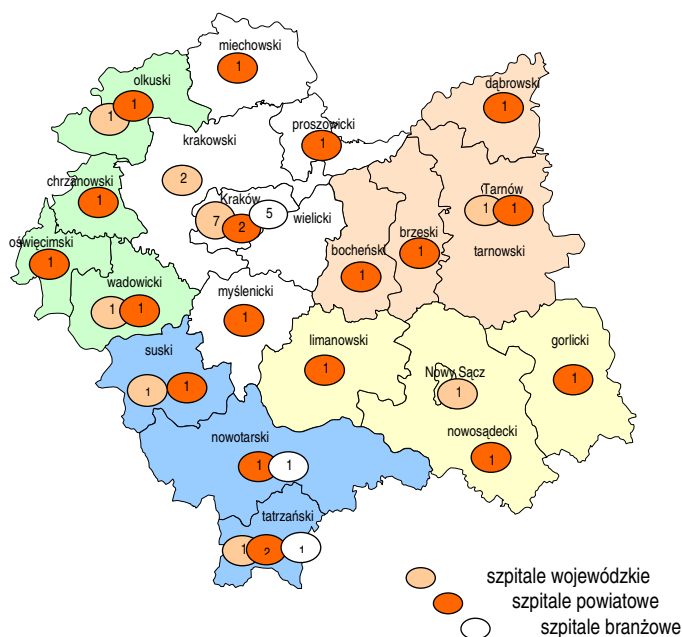 miechowski
1
olkuski
1
1
dąbrowski
1
proszowicki
1
krakowski
2
chrzanowski
1
Kraków
7
2
5
wielicki
Tarnów
1
1
tarnowski
oświęcimski
1
bocheński
1
brzeski
1
wadowicki
1
1
myślenicki
1
limanowski
1
gorlicki
1
suski
1
1
Nowy Sącz
1
nowosądecki
1
nowotarski
1
1
tatrzański
1
2
1
szpitale wojewódzkie
szpitale powiatowe
szpitale branżowe